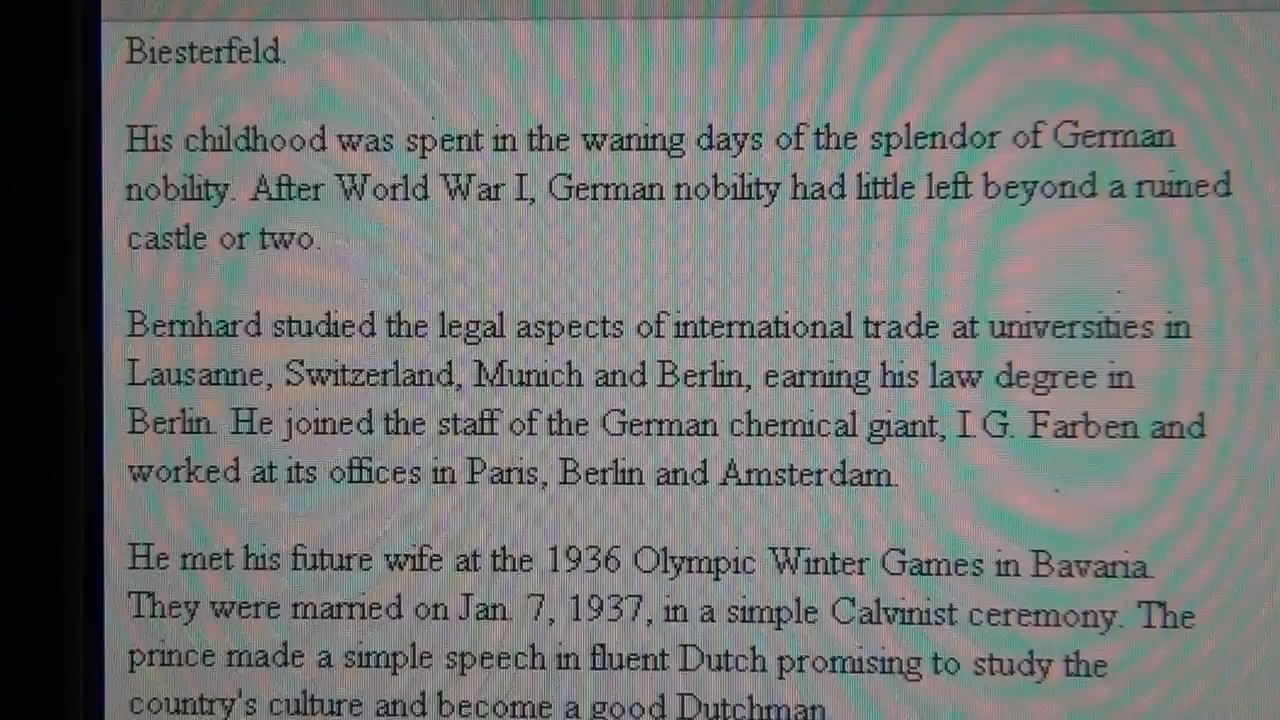 Biesterfeld.
His childhood was spent in the waning days of the splendor of German
nobility. After World War I, German nobility had little left beyond a ruined
castle or two.
Bernhard studied the legal aspects of international trade at universities in
Lausanne, Switzerland, Munich and Berlin, earning his law degree in
Berlin. He joined the staff of the German chemical giant, I.G. Farben and
worked at its offices in Paris, Berlin and Amsterdam.
He met his future wife at the 1936 Olympic Winter Games in Bavaria.
They were married on Jan. 7, 1937, in a simple Calvinist ceremony. The
prince made a simple speech in fluent Dutch promising to study the
country's culture and become a good Dutchman.